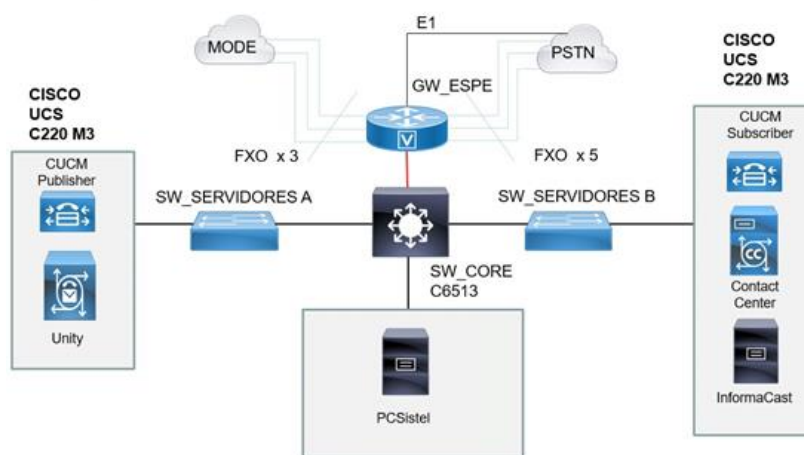 E1
MODE
PSTN
CISCO
UCS
C220 M3
GW_ESPE
CISCO
UCS
C220 M3
V
FXO x 3
FXO x 5
CUCM
Publisher
CUCM
Subscriber
SW_SERVIDORES A
SW_SERVIDORES B
SW_CORE
C6513
CC
Contact
Center
Unity
PCSistel
InformaCast